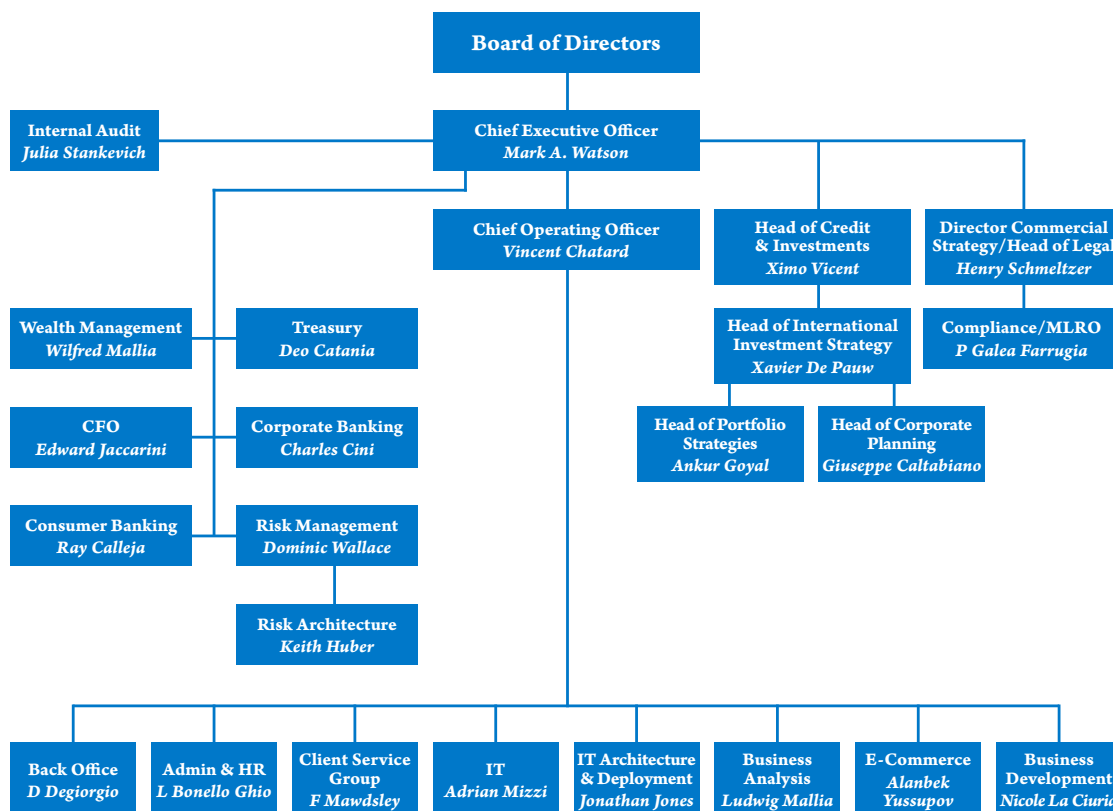 Board of Directors
Internal Audit
Julia Stankevich
Chief Executive Officer
Mark A. Watson
Chief Operating Officer
Vincent Chatard
Head of Credit
& Investments
Ximo Vicent
Director Commercial
Strategy/Head of Legal
Henry Schmeltzer
Wealth Management
Wilfred Mallia
Treasury
Deo Catania
Head of International
Investment Strategy
Xavier De Pauw
Compliance/MLRO
P Galea Farrugia
CFO
Edward Jaccarini
Corporate Banking
Charles Cini
Head of Portfolio
Strategies
Ankur Goyal
Head of Corporate
Planning
Giuseppe Caltabiano
Consumer Banking
Ray Calleja
Risk Management
Dominic Wallace
Risk Architecture
Keith Huber
Back Office
D Degiorgio
Admin & HR
L Bonello Ghio
Client Service
Group
F Mawdsley
IT
Adrian Mizzi
IT Architecture
& Deployment
Jonathan Jones
Business
Analysis
Ludwig Mallia
E-Commerce
Alanbek
Yussupov
Business
Development
Nicole La Ciuria